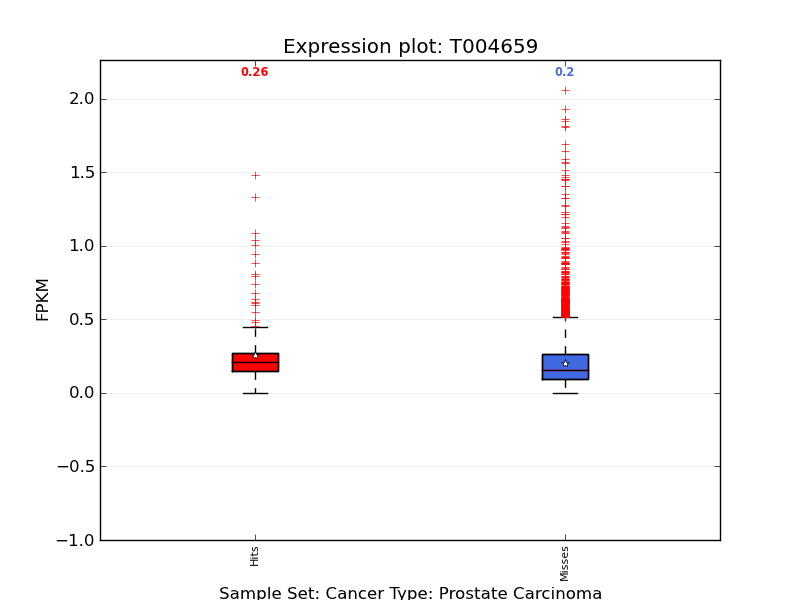 Expression plot: T004659
0.26
0.2
2.0
1.5
1.0
0.5
0.0
−0.5
−1.0
FPKM
Hits
Misses
Sample Set: Cancer Type: Prostate Carcinoma